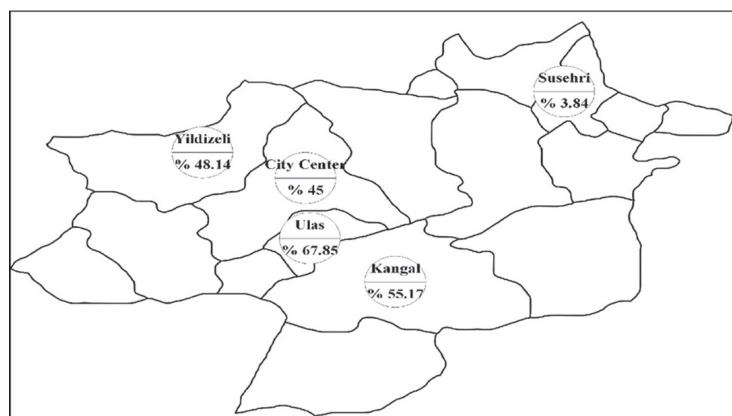 Susehri
% 3.84
Yildizeli
% 48.14
City Center
% 45
Ulas
% 67.85
Kangal
% 55.17